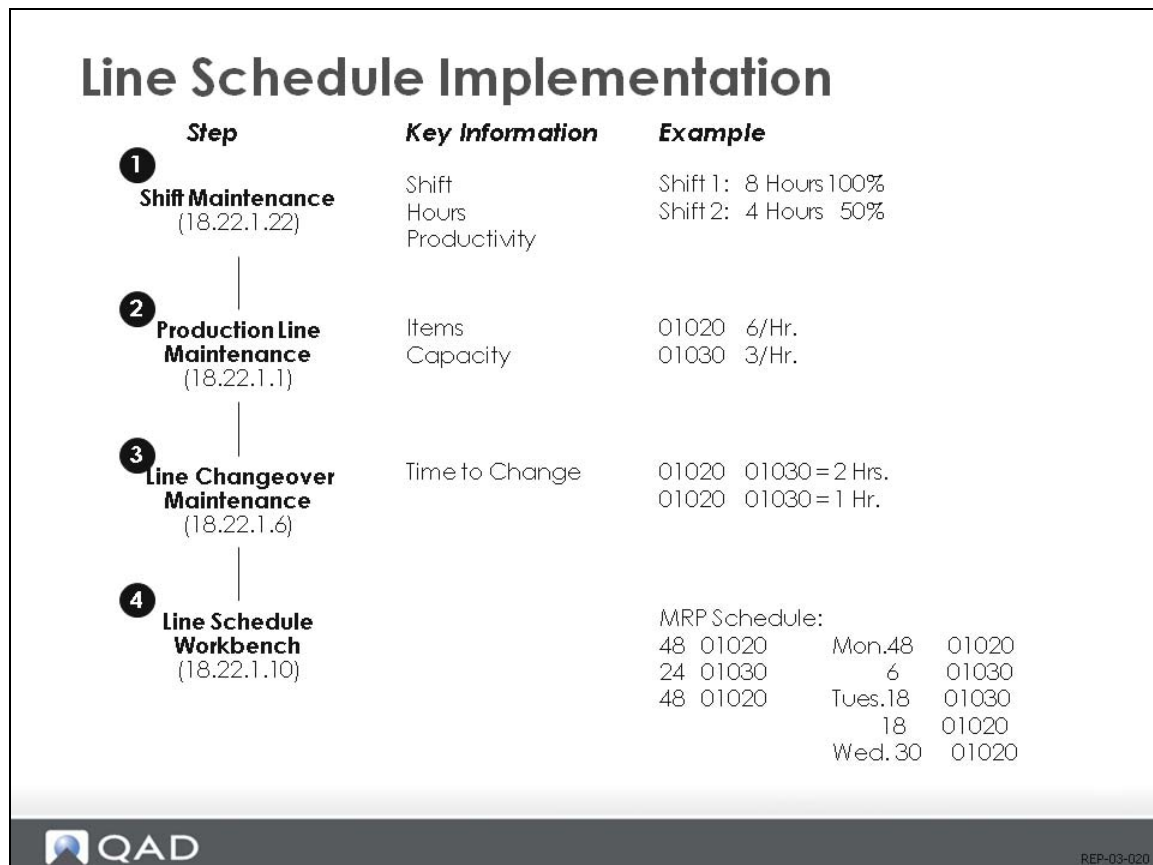 Line Schedule Implementation
Step Key Information Example
1
Shift Maintenance
(18.22.1.22)
Shift
Hours
Productivity
Shift 1: 8 Hours 100%
Shift 2: 4 Hours 50%
2
Production Line
Maintenance
(18.22.1.1)
Items
Capacity
01020 6/Hr.
01030 3/Hr.
3
Line Changeover
Maintenance
(18.22.1.6)
Time to Change
01020 01030 = 2 Hrs.
01020 01030 = 1 Hr.
4
Line Schedule
Workbench
(18.22.1.10)
MRP Schedule:
48 01020 Mon. 48 01020
24 01030 6 01030
48 01020 Tues. 18 01030
18 01020
Wed. 30 01020
QAD
REP-03-020